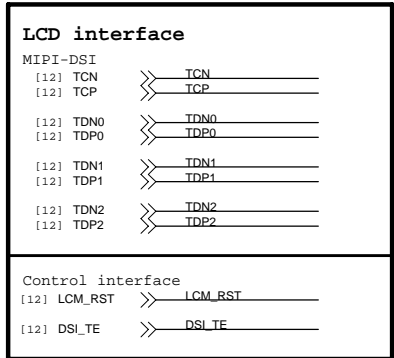 LCD interface
MIPI-DSI
[12] TCN TCN
[12] TCP TCP
[12] TDN0 TDN0
[12] TDP0 TDP0
[12] TDN1 TDN1
[12] TDP1 TDP1
[12] TDN2 TDN2
[12] TDP2 TDP2
Control interface
[12] LCM_RST LCM_RST
[12] DSI_TE DSI_TE